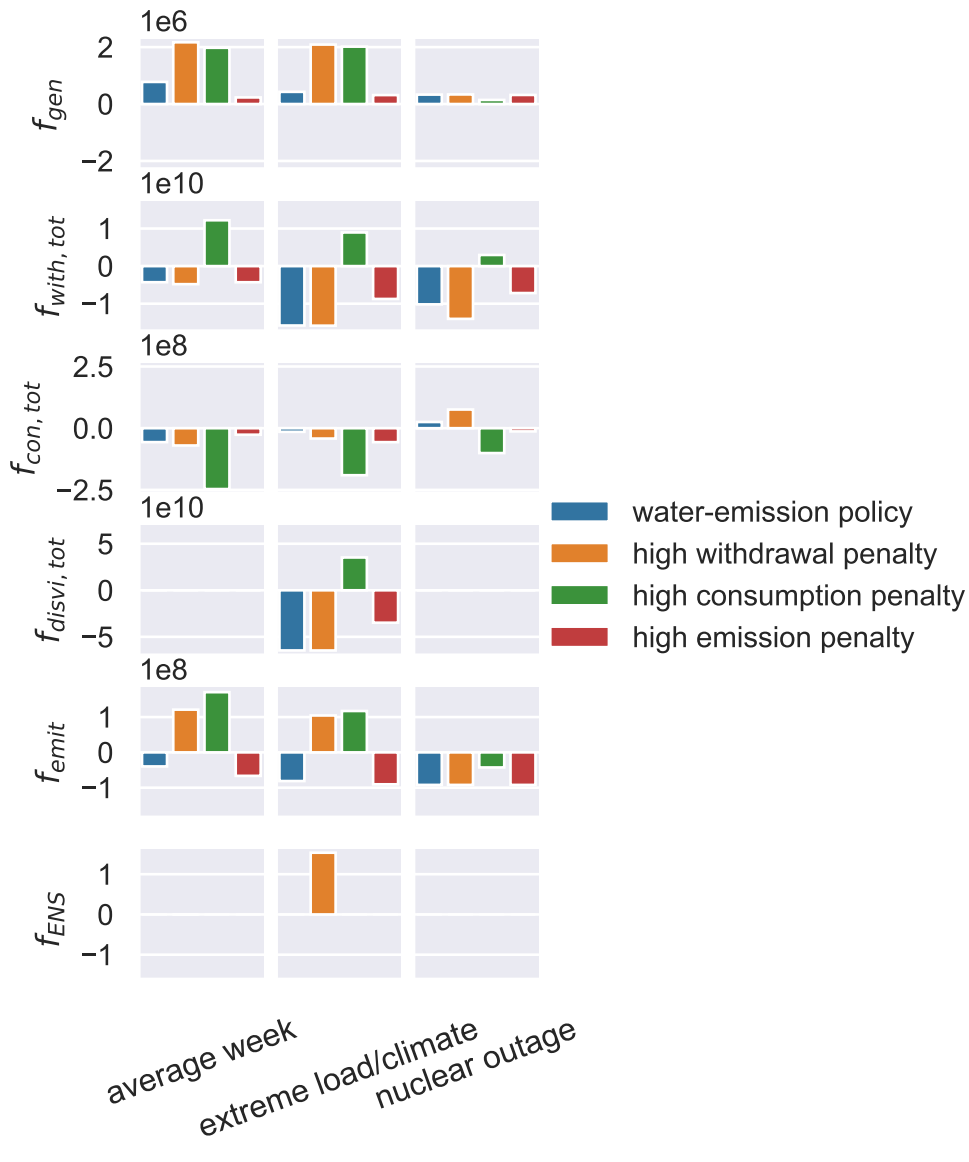 1e6
2
0
−2
f_gen
1e10
1
0
−1
f_with, tot
1e8
2.5
0.0
−2.5
f_con, tot
1e10
5
0
−5
f_disvi, tot
water-emission policy
high withdrawal penalty
high consumption penalty
high emission penalty
1e8
1
0
−1
f_emit
1
0
−1
f_ENS
average week
extreme load/climate
nuclear outage